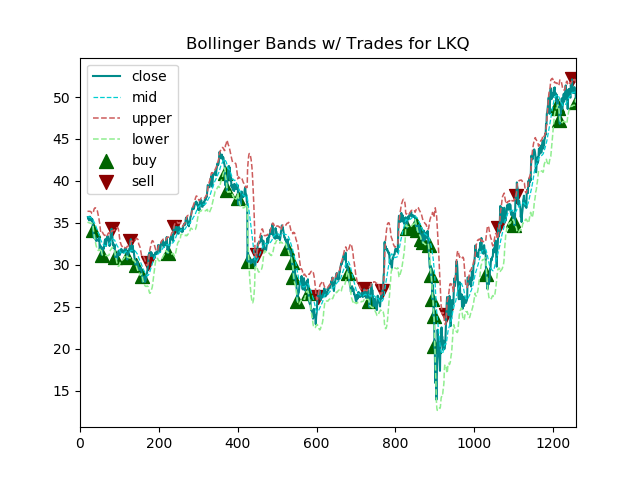 Bollinger Bands w/ Trades for LKQ
close
mid
upper
lower
buy
sell
50
45
40
35
30
25
20
15
0 200 400 600 800 1000 1200